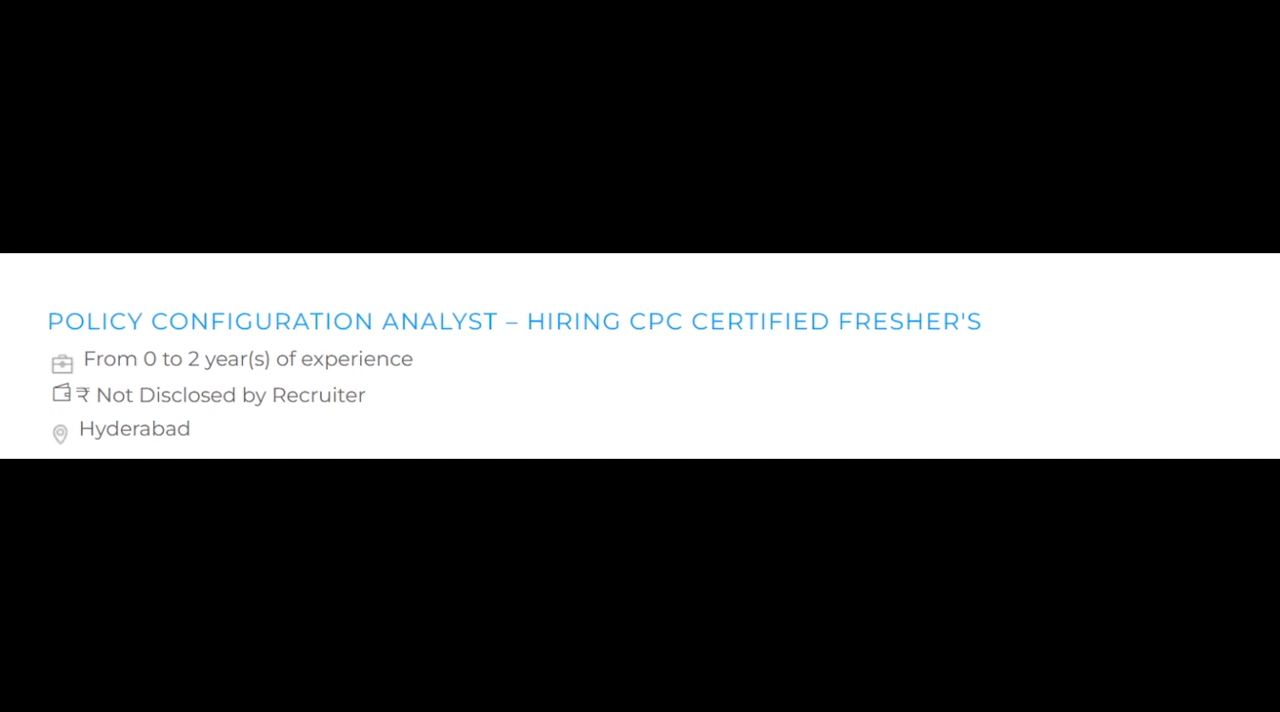 POLICY CONFIGURATION ANALYST – HIRING CPC CERTIFIED FRESHER'S
From 0 to 2 year(s) of experience
₹ Not Disclosed by Recruiter
Hyderabad